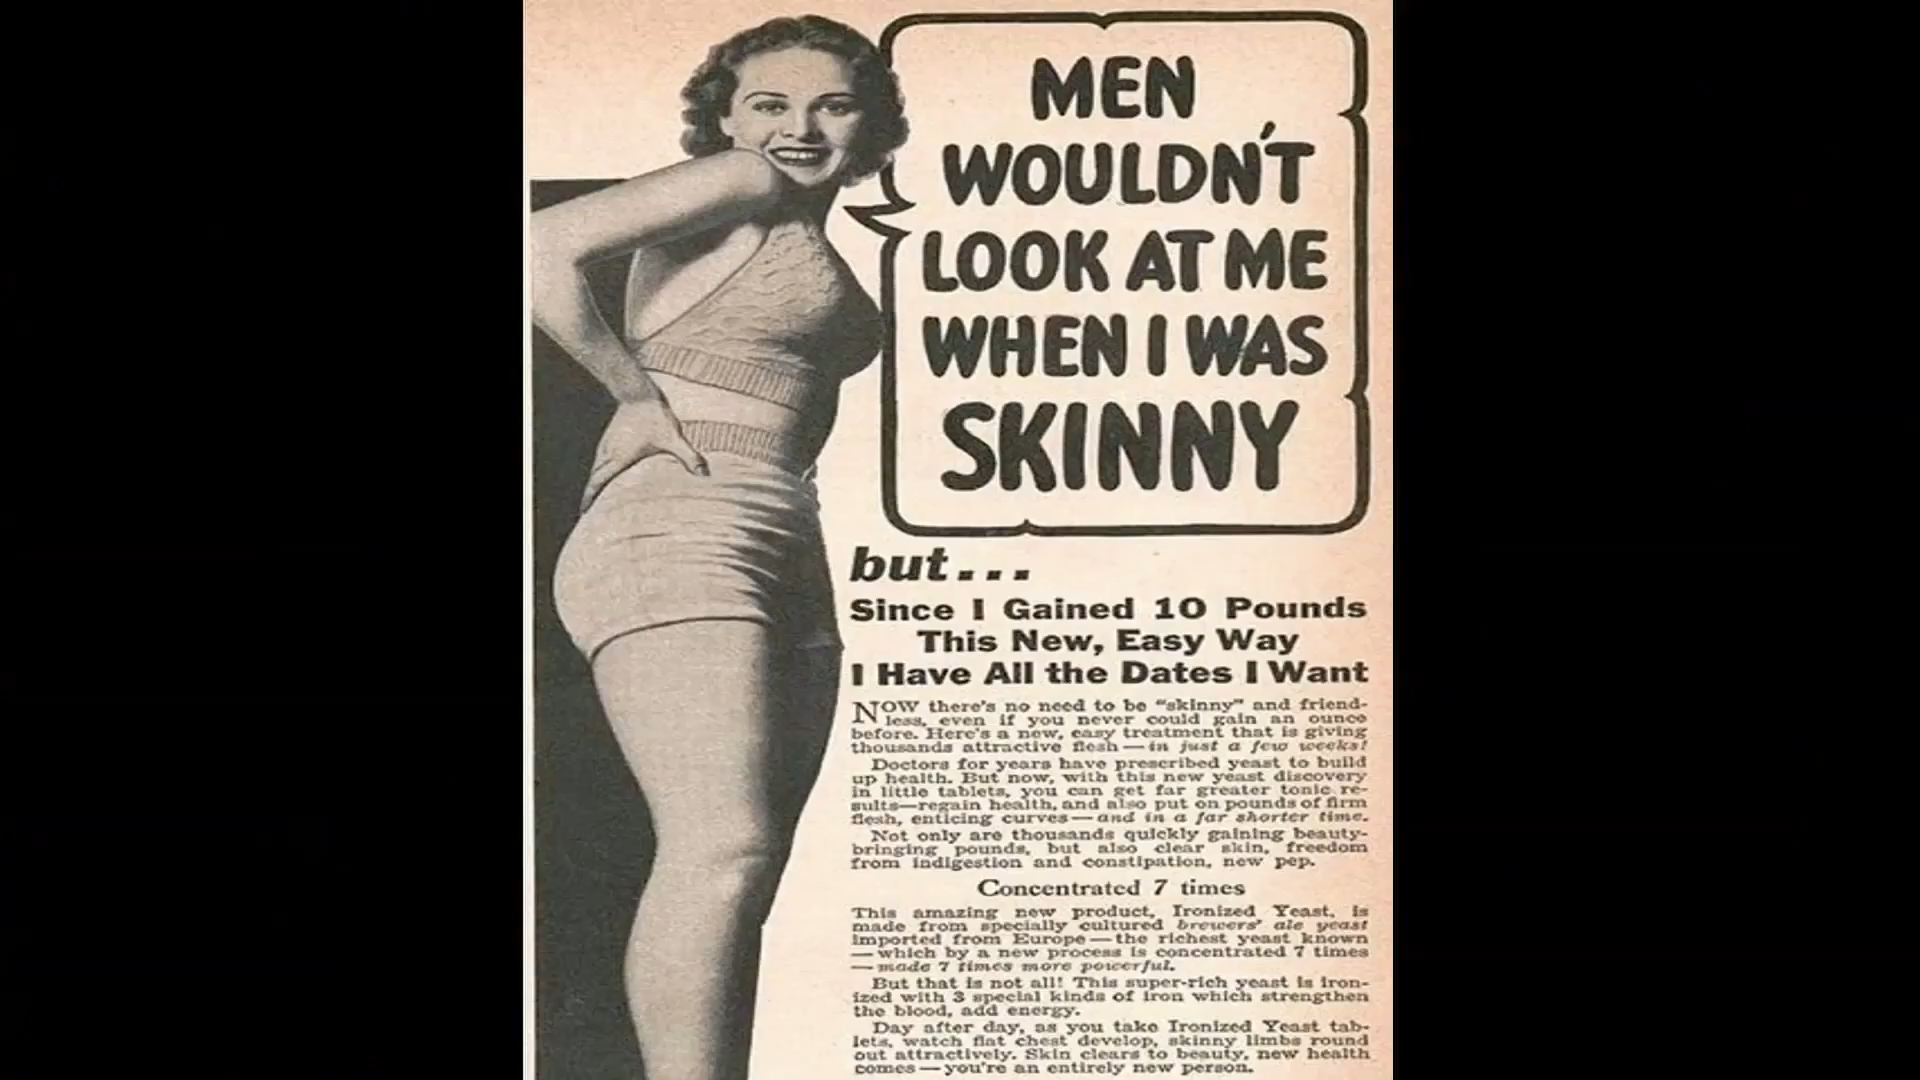 MEN
WOULDN'T
LOOK AT ME
WHEN I WAS
SKINNY
but...
Since I Gained 10 Pounds
This New, Easy Way
I Have All the Dates I Want
NOW there's no need to be "skinny" and friend-
less, even if you never could gain an ounce
before. Here's a new, easy treatment that is giving
thousands attractive flesh—in just a few weeks!
Doctors for years have prescribed yeast to build
up health. But now, with this new yeast discovery
in little tablets, you can get far greater tonic re-
sults—regain health, and also put on pounds of firm
flesh, enticing curves—and in a far shorter time.
Not only are thousands quickly gaining beauty-
bringing pounds, but also clear skin, freedom
from indigestion and constipation, new pep.
Concentrated 7 times
This amazing new product, Ironized Yeast, is
made from specially cultured brewers' ale yeast
imported from Europe—the richest yeast known
—which by a new process is concentrated 7 times
—made 7 times more powerful.
But that is not all! This super-rich yeast is iron-
ized with 3 special kinds of iron which strengthen
the blood, add energy.
Day after day, as you take Ironized Yeast tab-
lets, watch flat chest develop, skinny limbs round
out attractively. Skin clears to beauty, new health
comes—you're an entirely new person.